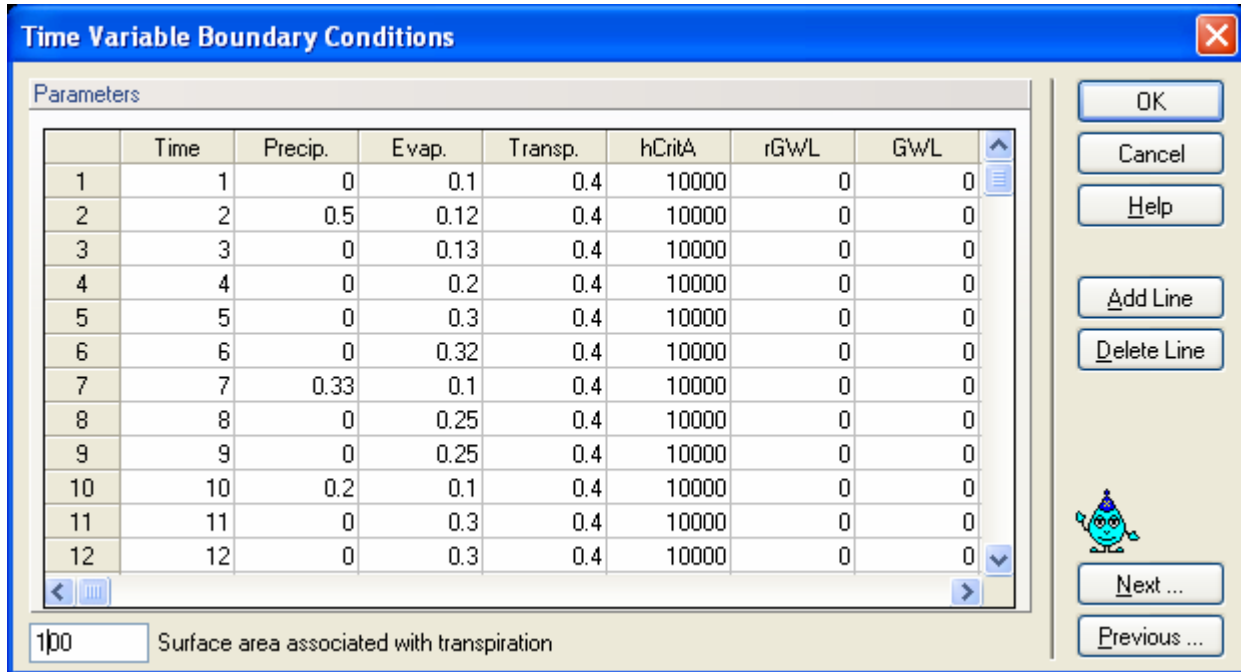 Time Variable Boundary Conditions
Parameters
Time Precip. Evap. Transp. hCritA rGWL GWL
1 1 0 0.1 0.4 10000 0 0
2 2 0.5 0.12 0.4 10000 0 0
3 3 0 0.13 0.4 10000 0 0
4 4 0 0.2 0.4 10000 0 0
5 5 0 0.3 0.4 10000 0 0
6 6 0 0.32 0.4 10000 0 0
7 7 0.33 0.1 0.4 10000 0 0
8 8 0 0.25 0.4 10000 0 0
9 9 0 0.25 0.4 10000 0 0
10 10 0.2 0.1 0.4 10000 0 0
11 11 0 0.3 0.4 10000 0 0
12 12 0 0.3 0.4 10000 0 0
100 Surface area associated with transpiration
OK
Cancel
Help
Add Line
Delete Line
Next ...
Previous ...